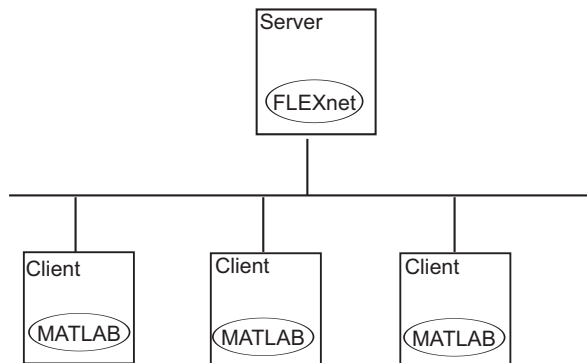 Server
FLEXnet
Client
MATLAB
Client
MATLAB
Client
MATLAB